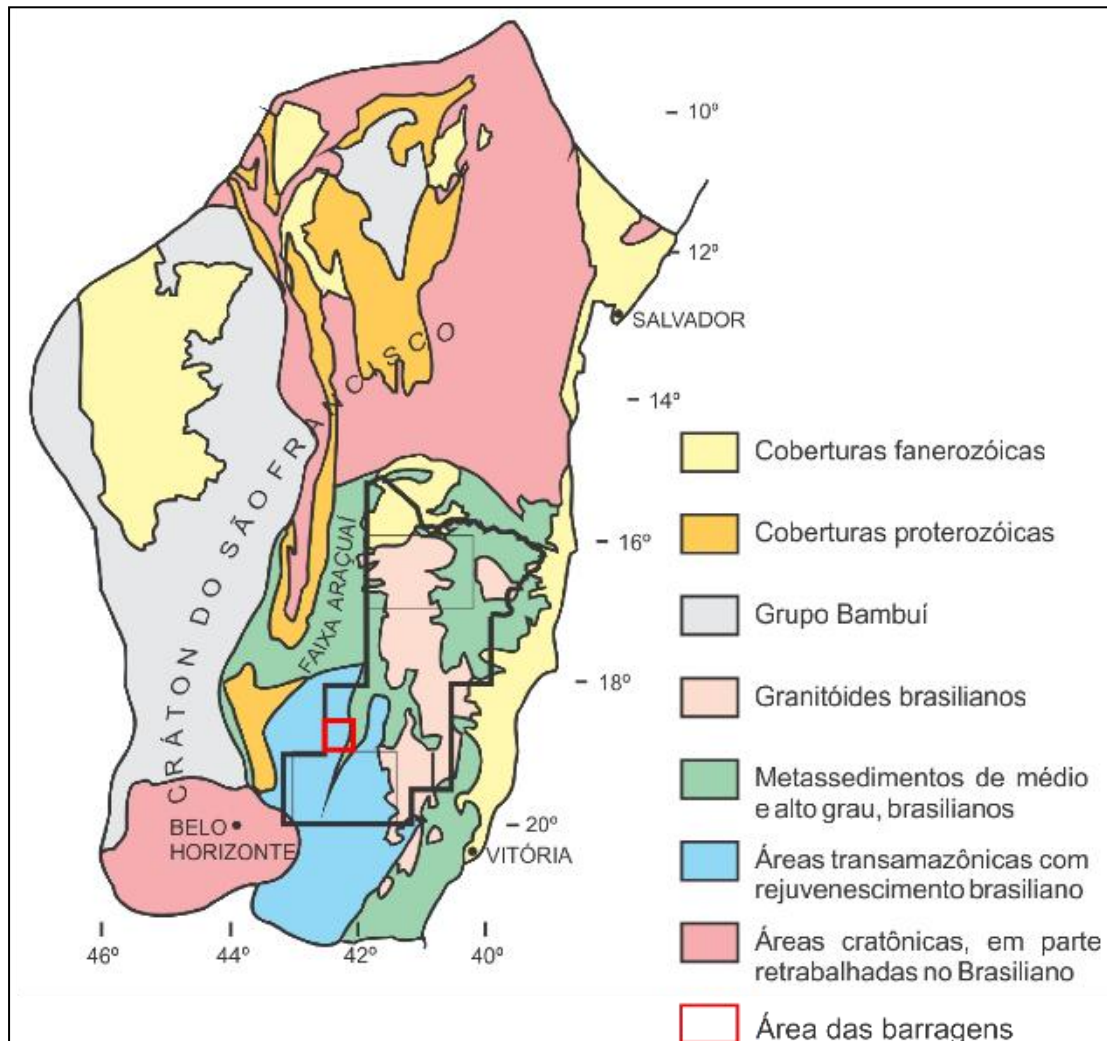 10º
12º
SALVADOR
14º
CRÁTON DO SÃO FRANCISCO
Coberturas fanerozóicas
Coberturas proterozóicas
16º
FAIXA ARAÇUAÍ
Grupo Bambuí
18º
Granitóides brasilianos
Metassedimentos de médio
e alto grau, brasilianos
20º
BELO
HORIZONTE
VITÓRIA
Áreas transamazônicas com
rejuvenescimento brasiliano
46º 44º 42º 40º
Áreas cratônicas, em parte
retrabalhadas no Brasiliano
Área das barragens